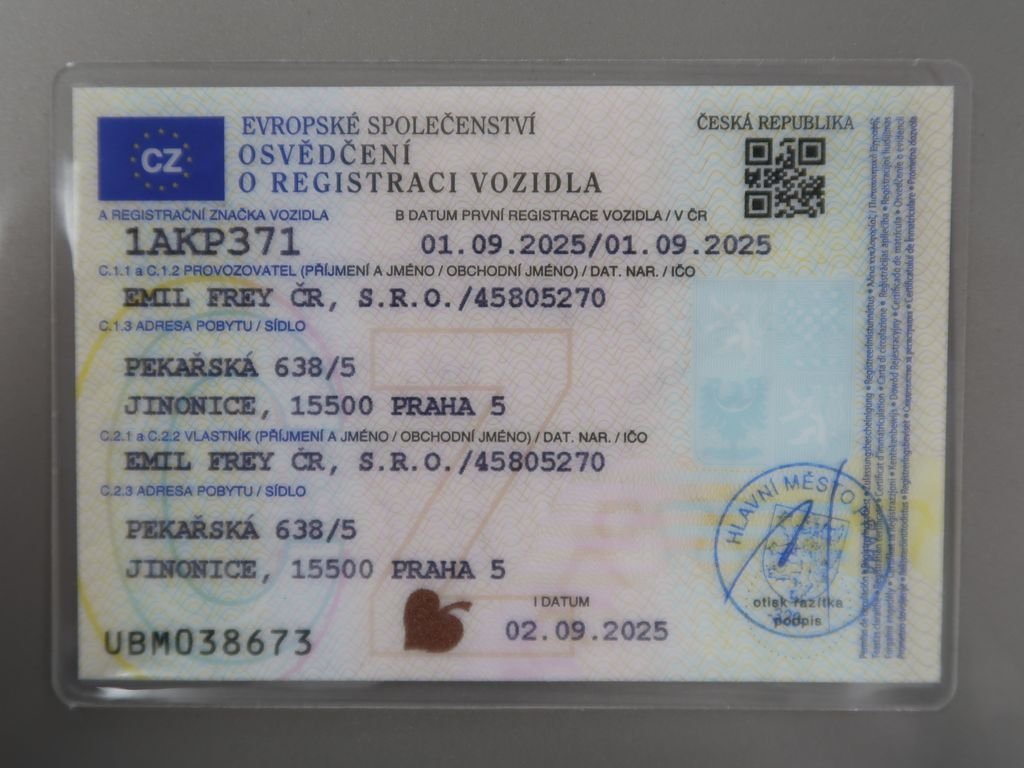 CZ
EVROPSKÉ SPOLEČENSTVÍ
OSVĚDČENÍ
O REGISTRACI VOZIDLA
ČESKÁ REPUBLIKA
A REGISTRAČNÍ ZNAČKA VOZIDLA
B DATUM PRVNÍ REGISTRACE VOZIDLA / V ČR
1AKP371
01.09.2025/01.09.2025
C.1.1 a C.1.2 PROVOZOVATEL (PŘÍJMENÍ A JMÉNO / OBCHODNÍ JMÉNO) / DAT. NAR. / IČO
EMIL FREY ČR, S.R.O./45805270
C.1.3 ADRESA POBYTU / SÍDLO
PEKAŘSKÁ 638/5
JINONICE, 15500 PRAHA 5
C.2.1 a C.2.2 VLASTNÍK (PŘÍJMENÍ A JMÉNO / OBCHODNÍ JMÉNO) / DAT. NAR. / IČO
EMIL FREY ČR, S.R.O./45805270
C.2.3 ADRESA POBYTU / SÍDLO
PEKAŘSKÁ 638/5
JINONICE, 15500 PRAHA 5
I DATUM
02.09.2025
UBM038673
HLAVNÍ MĚSTO
otisk razítka
podpis